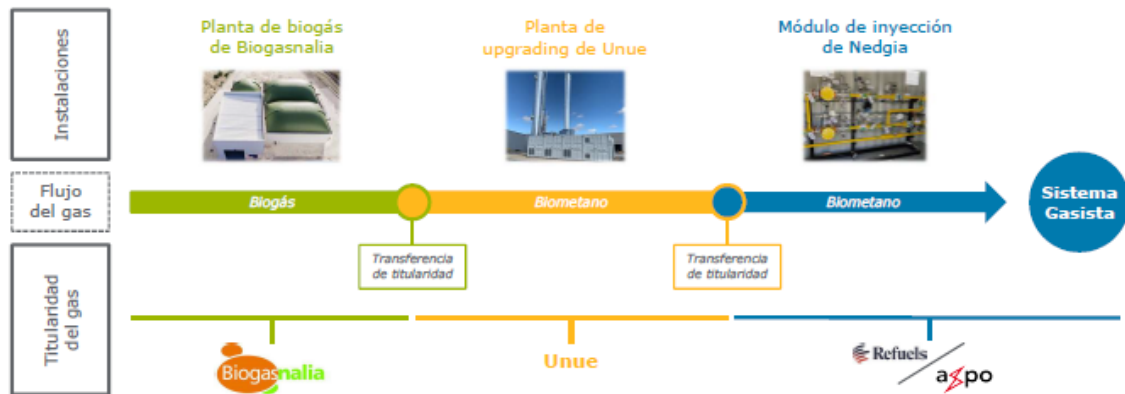 Instalaciones
Planta de biogás
de Biogasnalia
Planta de
upgrading de Unue
Módulo de inyección
de Nedgia
Flujo
del gas
Biogás
Biometano
Biometano
Sistema
Gasista
Transferencia
de titularidad
Transferencia
de titularidad
Titularidad
del gas
Biogasnalia
Unue
Refuels
axpo